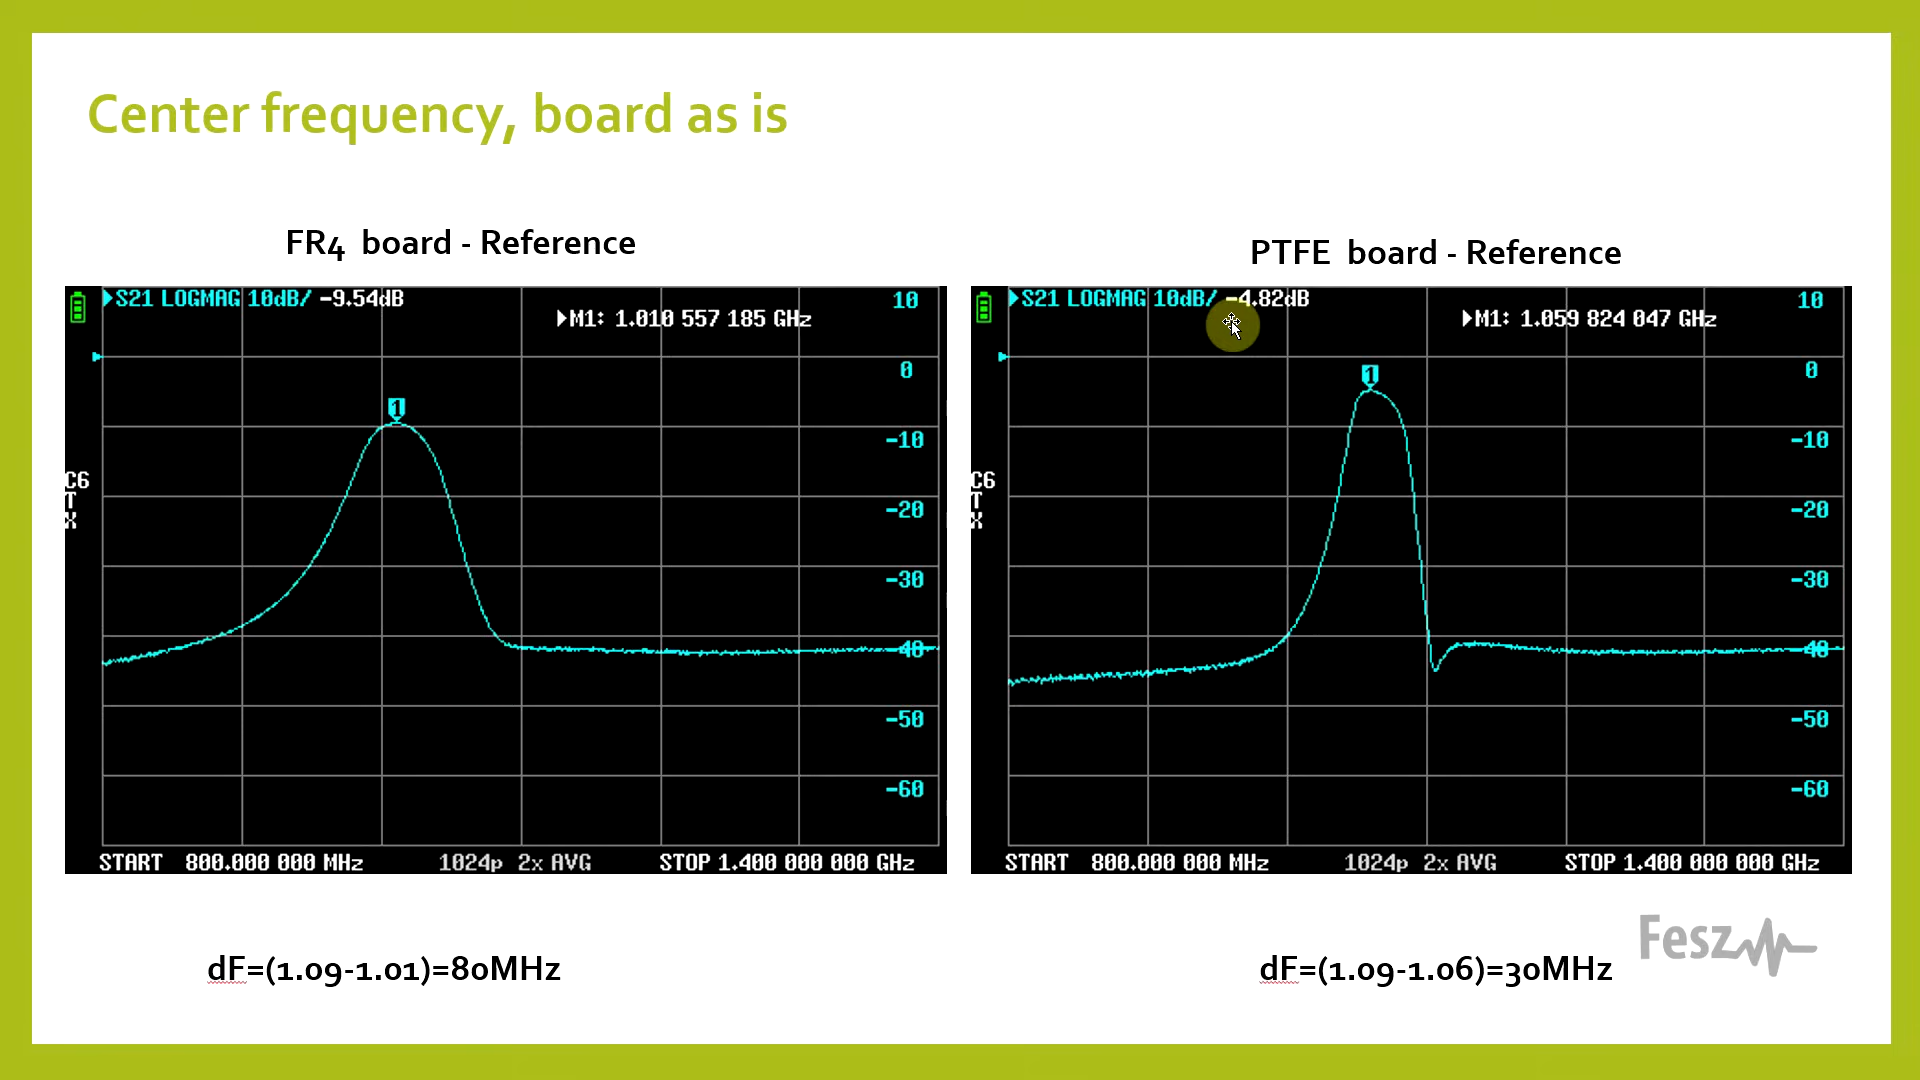 Center frequency, board as is
FR4 board - Reference
PTFE board - Reference
S21 LOGMAG 10dB/ -9.54dB
10
M1: 1.010 557 185 GHz
0
1
-10
C6
T
X
-20
-30
-40
-50
-60
START 800.000 000 MHz 1024p 2x AVG STOP 1.400 000 000 GHz
S21 LOGMAG 10dB/ -4.82dB
10
M1: 1.059 824 047 GHz
0
1
-10
C6
T
X
-20
-30
-40
-50
-60
START 800.000 000 MHz 1024p 2x AVG STOP 1.400 000 000 GHz
dF=(1.09-1.01)=80MHz
dF=(1.09-1.06)=30MHz
Fesz